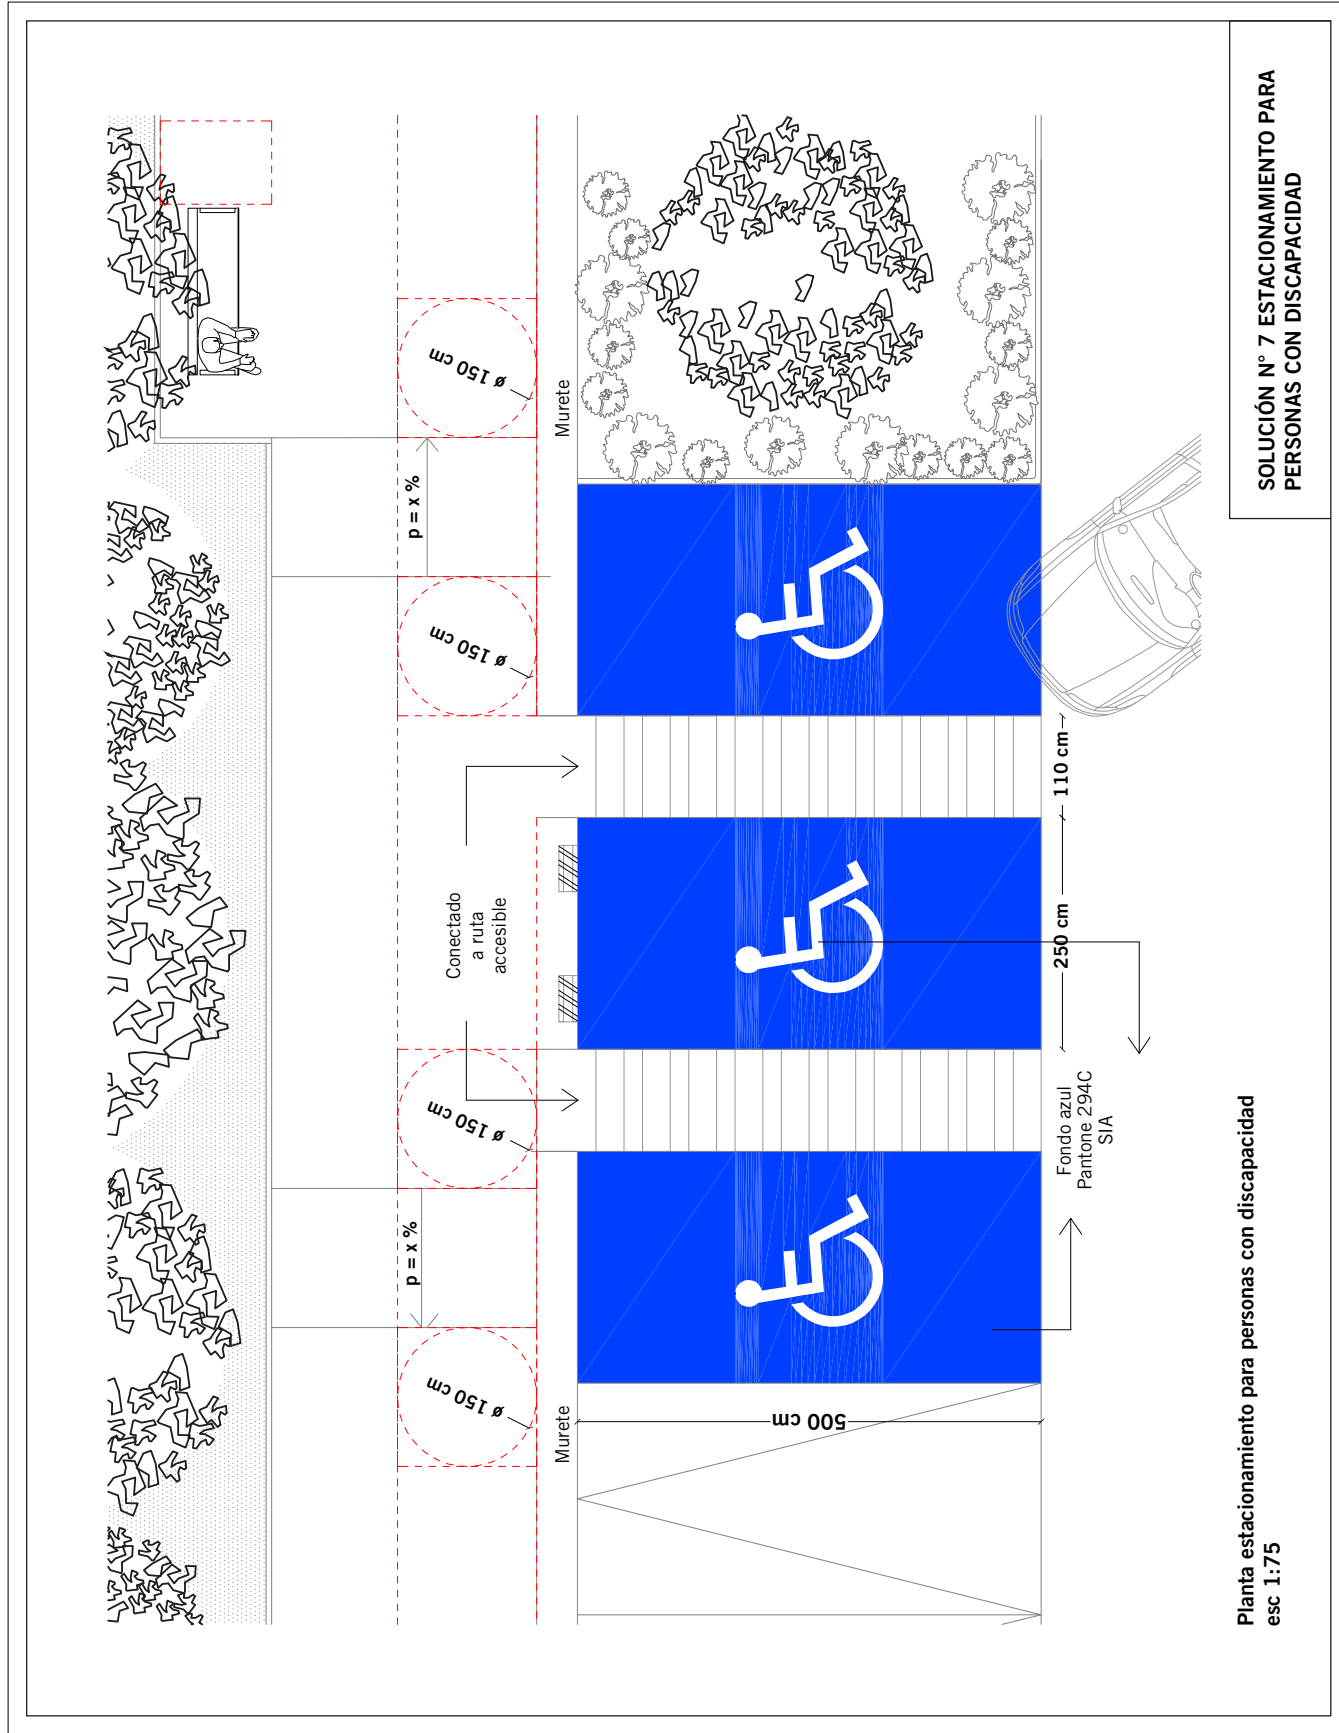 ø 150 cm
p = x %
ø 150 cm
ø 150 cm
p = x %
ø 150 cm
Conectado
a ruta
accesible
Murete
Murete
500 cm
250 cm
110 cm
Fondo azul
Pantone 294C
SIA
Planta estacionamiento para personas con discapacidad
esc 1:75
SOLUCIÓN N° 7 ESTACIONAMIENTO PARA
PERSONAS CON DISCAPACIDAD